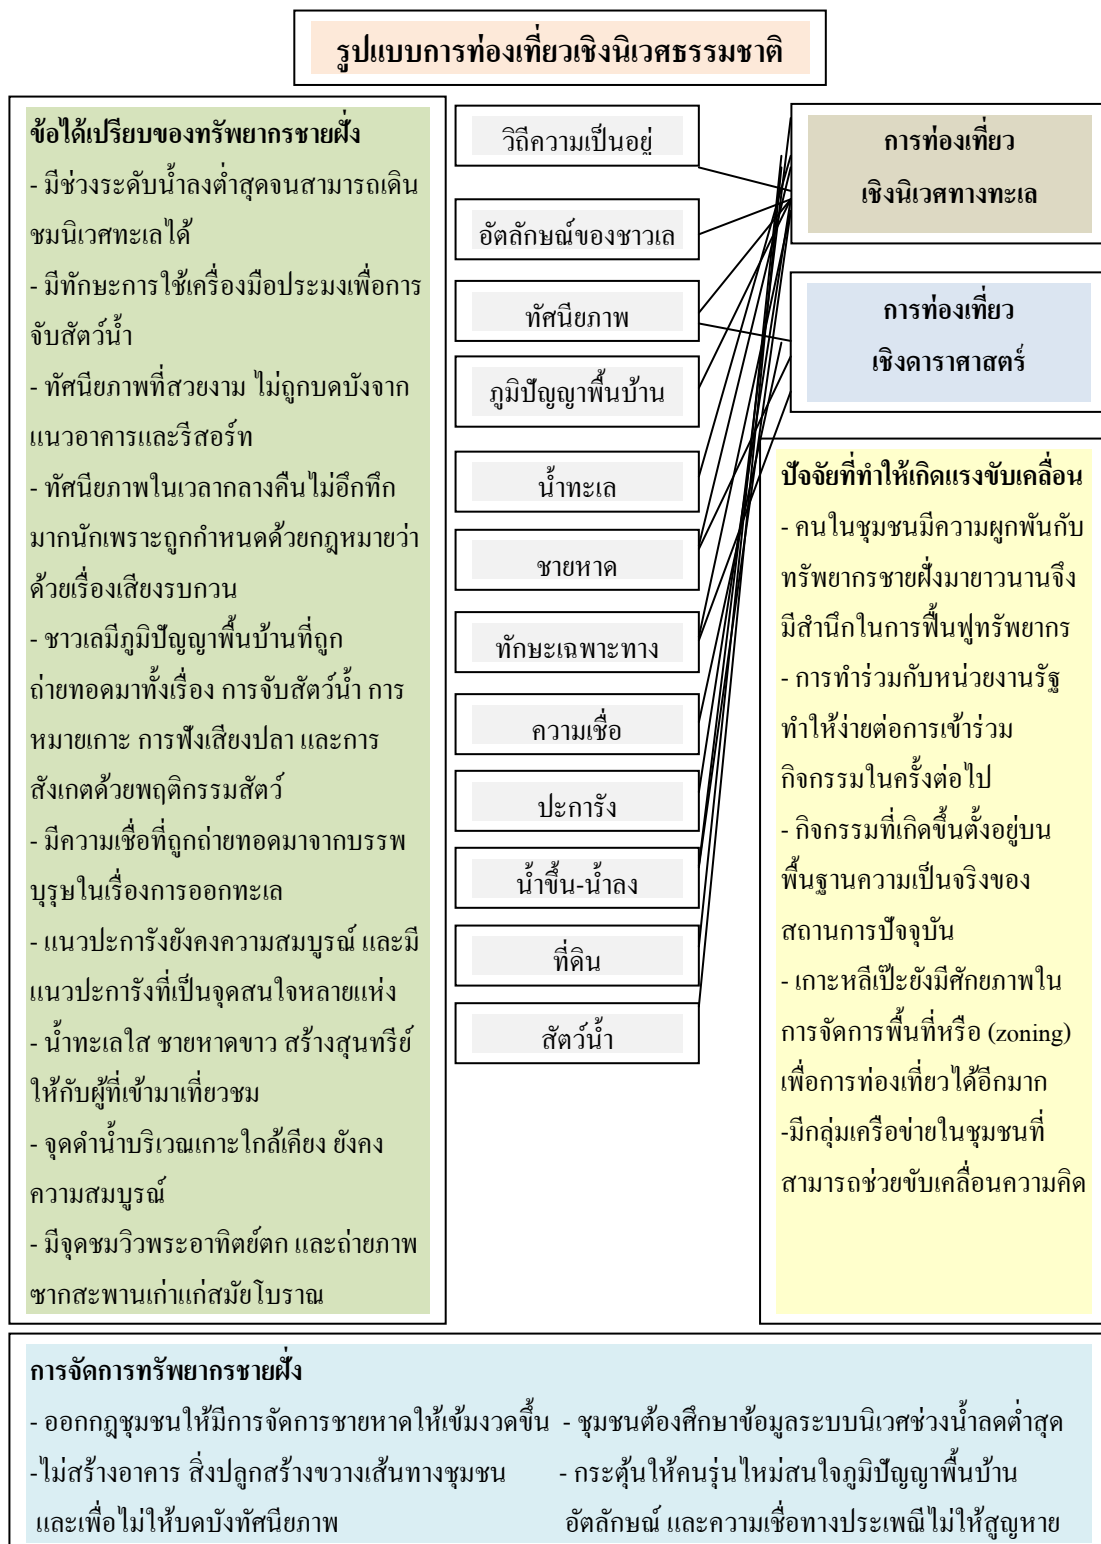 รูปแบบการท่องเที่ยวเชิงนิเวศธรรมชาติ
ข้อได้เปรียบของทรัพยากรชายฝั่ง
- มีช่วงระดับน้ำลงต่ำสุดจนสามารถเดิน
ชมนิเวศทะเลได้
- มีทักษะการใช้เครื่องมือประมงเพื่อการ
จับสัตว์น้ำ
- ทัศนียภาพที่สวยงาม ไม่ถูกบดบังจาก
แนวอาคารและรีสอร์ท
- ทัศนียภาพในเวลากลางคืนไม่อึกทึก
มากนักเพราะถูกกำหนดด้วยกฎหมายว่า
ด้วยเรื่องเสียงรบกวน
- ชาวเลมีภูมิปัญญาพื้นบ้านที่ถูก
ถ่ายทอดมาทั้งเรื่อง การจับสัตว์น้ำ การ
หมายเกาะ การฟังเสียงปลา และการ
สังเกตด้วยพฤติกรรมสัตว์
- มีความเชื่อที่ถูกถ่ายทอดมาจากบรรพ
บุรุษในเรื่องการออกทะเล
- แนวปะการังยังคงความสมบูรณ์ และมี
แนวปะการังที่เป็นจุดสนใจหลายแห่ง
- น้ำทะเลใส ชายหาดขาว สร้างสุนทรีย์
ให้กับผู้ที่เข้ามาเที่ยวชม
- จุดดำน้ำบริเวณเกาะใกล้เคียง ยังคง
ความสมบูรณ์
- มีจุดชมวิวพระอาทิตย์ตก และถ่ายภาพ
ซากสะพานเก่าแก่สมัยโบราณ
วิถีความเป็นอยู่
อัตลักษณ์ของชาวเล
ทัศนียภาพ
ภูมิปัญญาพื้นบ้าน
น้ำทะเล
ชายหาด
ทักษะเฉพาะทาง
ความเชื่อ
ปะการัง
น้ำขึ้น-น้ำลง
ที่ดิน
สัตว์น้ำ
การท่องเที่ยว
เชิงนิเวศทางทะเล
การท่องเที่ยว
เชิงดาราศาสตร์
ปัจจัยที่ทำให้เกิดแรงขับเคลื่อน
- คนในชุมชนมีความผูกพันกับ
ทรัพยากรชายฝั่งมายาวนานจึง
มีสำนึกในการฟื้นฟูทรัพยากร
- การทำร่วมกับหน่วยงานรัฐ
ทำให้ง่ายต่อการเข้าร่วม
กิจกรรมในครั้งต่อไป
- กิจกรรมที่เกิดขึ้นตั้งอยู่บน
พื้นฐานความเป็นจริงของ
สถานการปัจจุบัน
- เกาะหลีเป๊ะยังมีศักยภาพใน
การจัดการพื้นที่หรือ (zoning)
เพื่อการท่องเที่ยวได้อีกมาก
-มีกลุ่มเครือข่ายในชุมชนที่
สามารถช่วยขับเคลื่อนความคิด
การจัดการทรัพยากรชายฝั่ง
- ออกกฎชุมชนให้มีการจัดการชายหาดให้เข้มงวดขึ้น
-ไม่สร้างอาคาร สิ่งปลูกสร้างขวางเส้นทางชุมชน
และเพื่อไม่ให้บดบังทัศนียภาพ
- ชุมชนต้องศึกษาข้อมูลระบบนิเวศช่วงน้ำลดต่ำสุด
- กระตุ้นให้คนรุ่นใหม่สนใจภูมิปัญญาพื้นบ้าน
อัตลักษณ์ และความเชื่อทางประเพณีไม่ให้สูญหาย